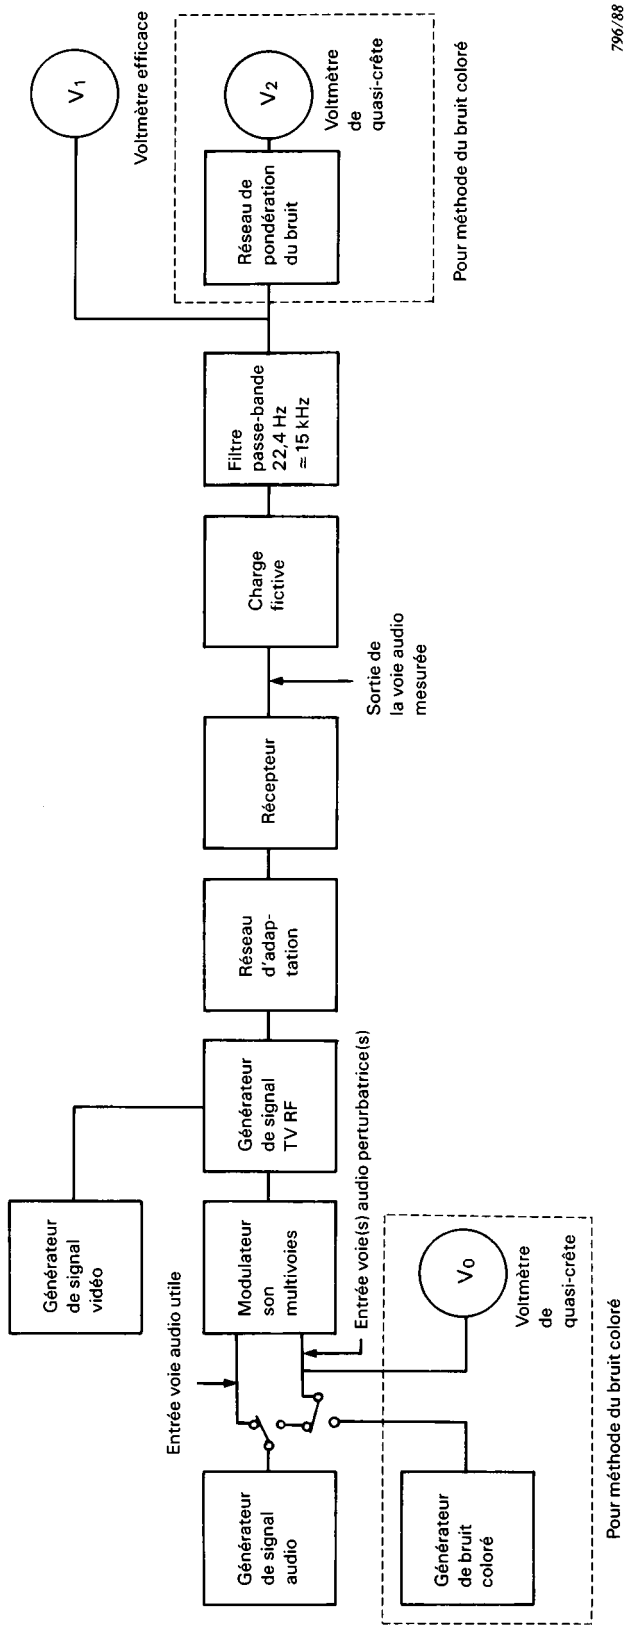 Générateur
de signal
vidéo
Générateur
de signal
audio
Entrée voie audio utile
Modulateur
son
multivoies
Entrée voie(s) audio perturbatrice(s)
Générateur
de signal
TV RF
Réseau
d'adap-
tation
Récepteur
Sortie de
la voie audio
mesurée
Charge
fictive
Filtre
passe-bande
22,4 Hz
≃ 15 kHz
V1
Voltmètre efficace
Réseau de
pondération
du bruit
V2
Voltmètre
de
quasi-crête
Pour méthode du bruit coloré
Générateur
de bruit
coloré
V0
Voltmètre
de
quasi-crête
Pour méthode du bruit coloré
796/88